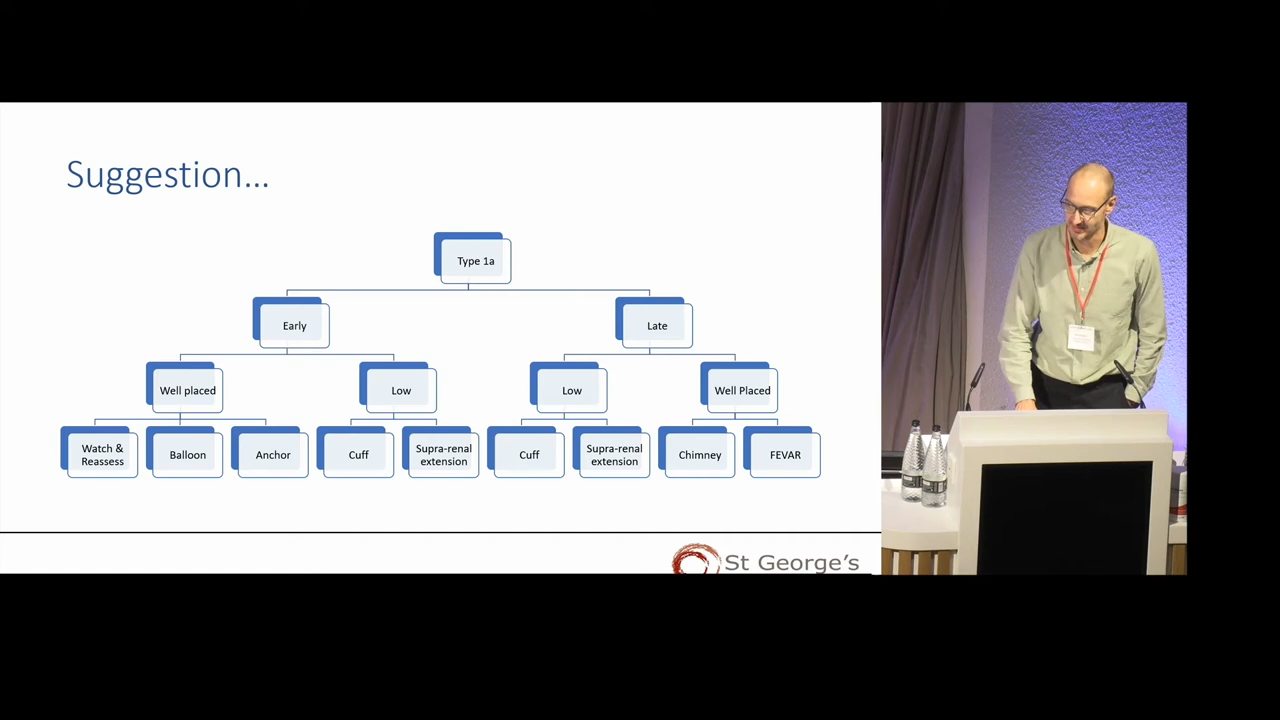 Suggestion...
Type 1a
Early
Late
Well placed
Low
Low
Well Placed
Watch &
Reassess
Balloon
Anchor
Cuff
Supra-renal
extension
Cuff
Supra-renal
extension
Chimney
FEVAR
St George's